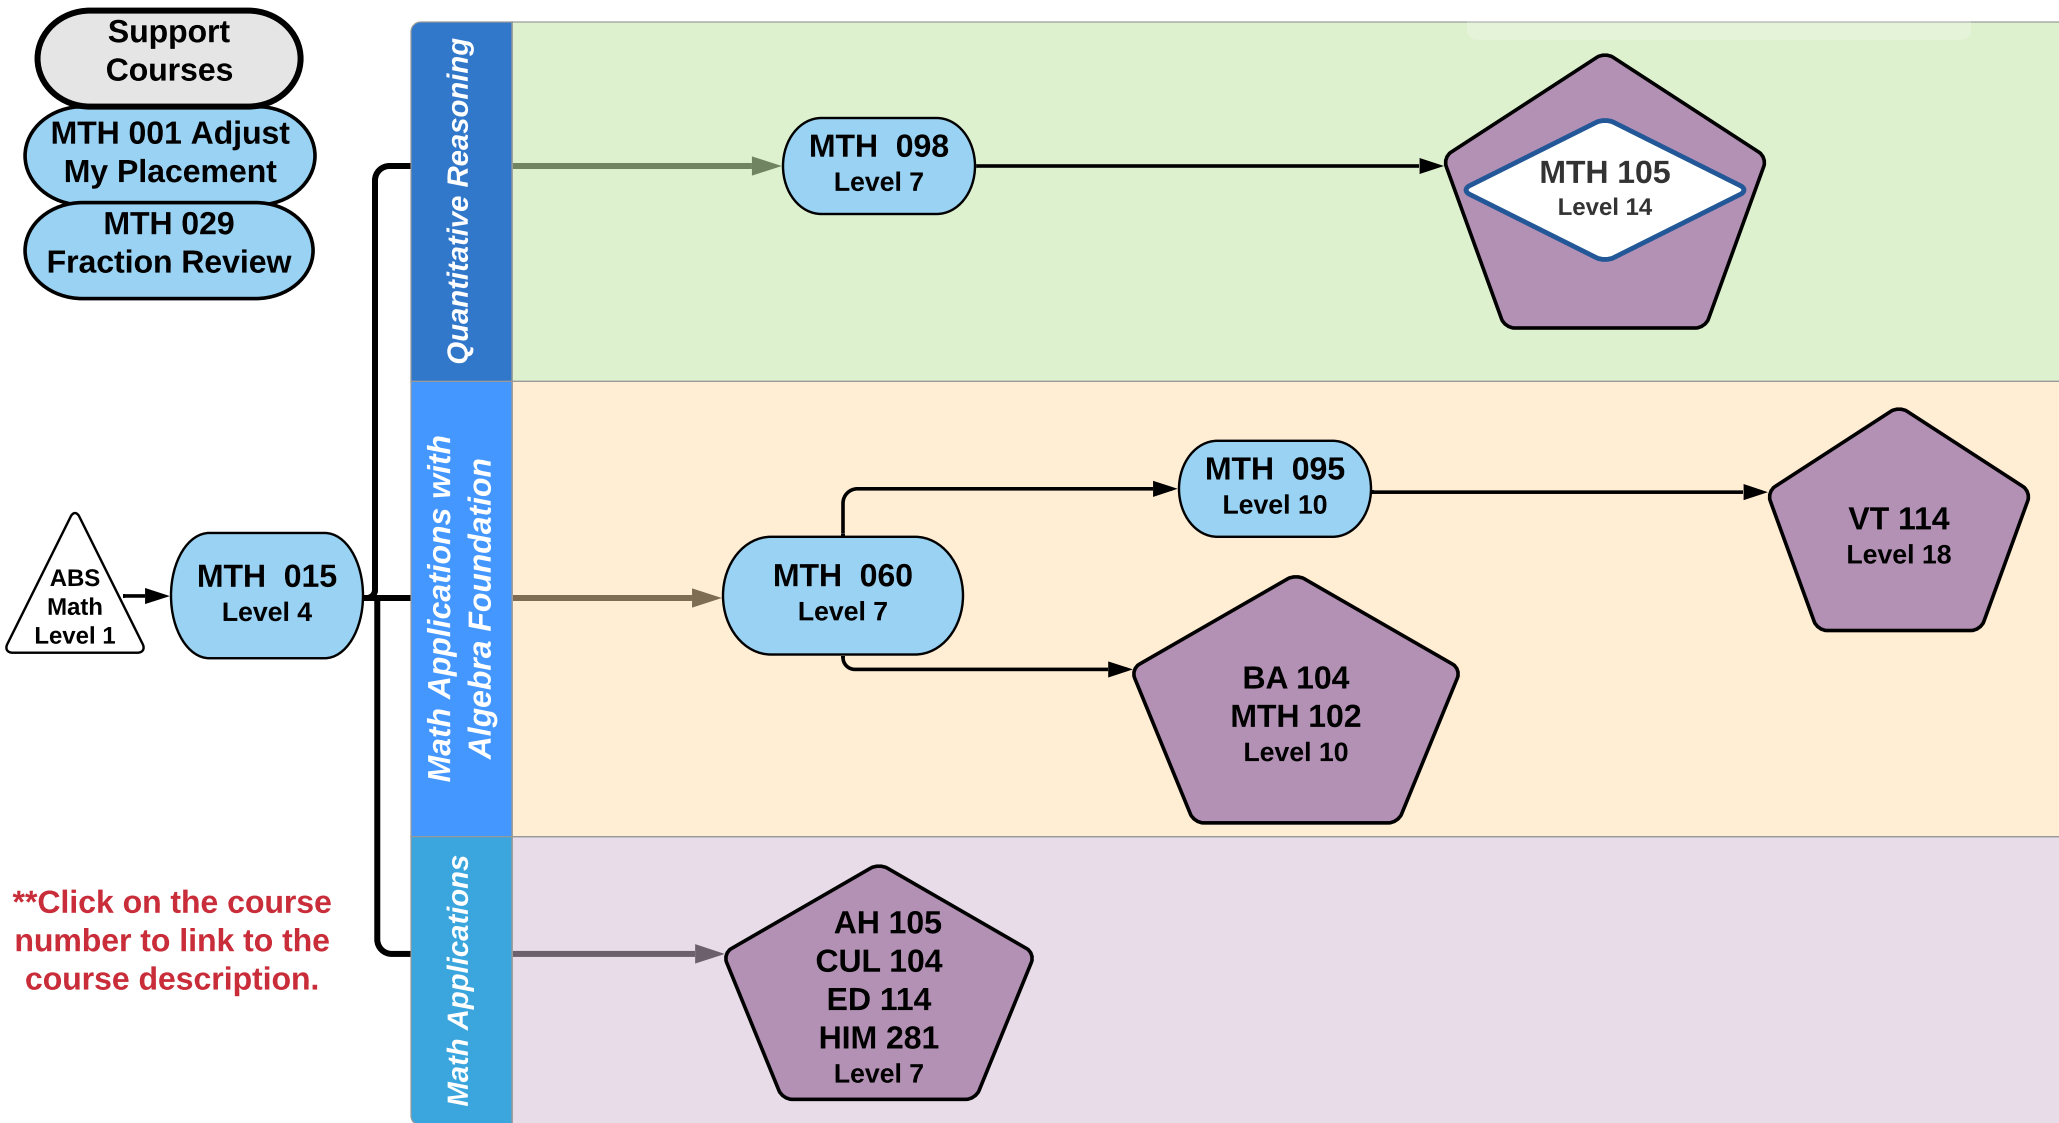 Support
Courses
MTH 001 Adjust
My Placement
MTH 029
Fraction Review
Quantitative Reasoning
MTH 098
Level 7
MTH 105
Level 14
Math Applications with
Algebra Foundation
ABS
Math
Level 1
MTH 015
Level 4
MTH 060
Level 7
MTH 095
Level 10
VT 114
Level 18
BA 104
MTH 102
Level 10
**Click on the course
number to link to the
course description.
Math Applications
AH 105
CUL 104
ED 114
HIM 281
Level 7